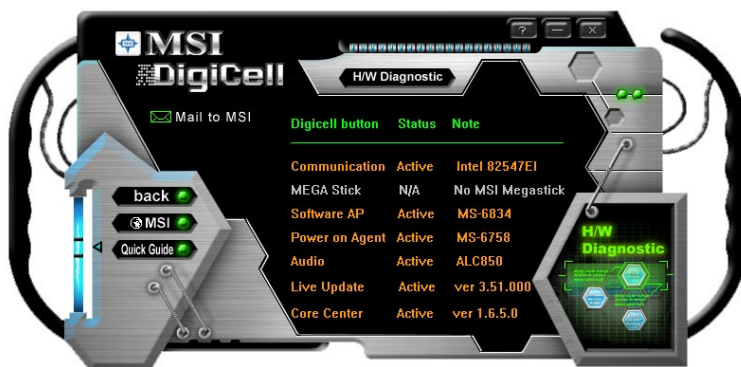 ? — X
MSI
DigiCell
H/W Diagnostic
Mail to MSI
Digicell button Status Note
Communication Active Intel 82547EI
MEGA Stick N/A No MSI Megastick
Software AP Active MS-6834
Power on Agent Active MS-6758
Audio Active ALC850
Live Update Active ver 3.51.000
Core Center Active ver 1.6.5.0
back
MSI
Quick Guide
H/W
Diagnostic